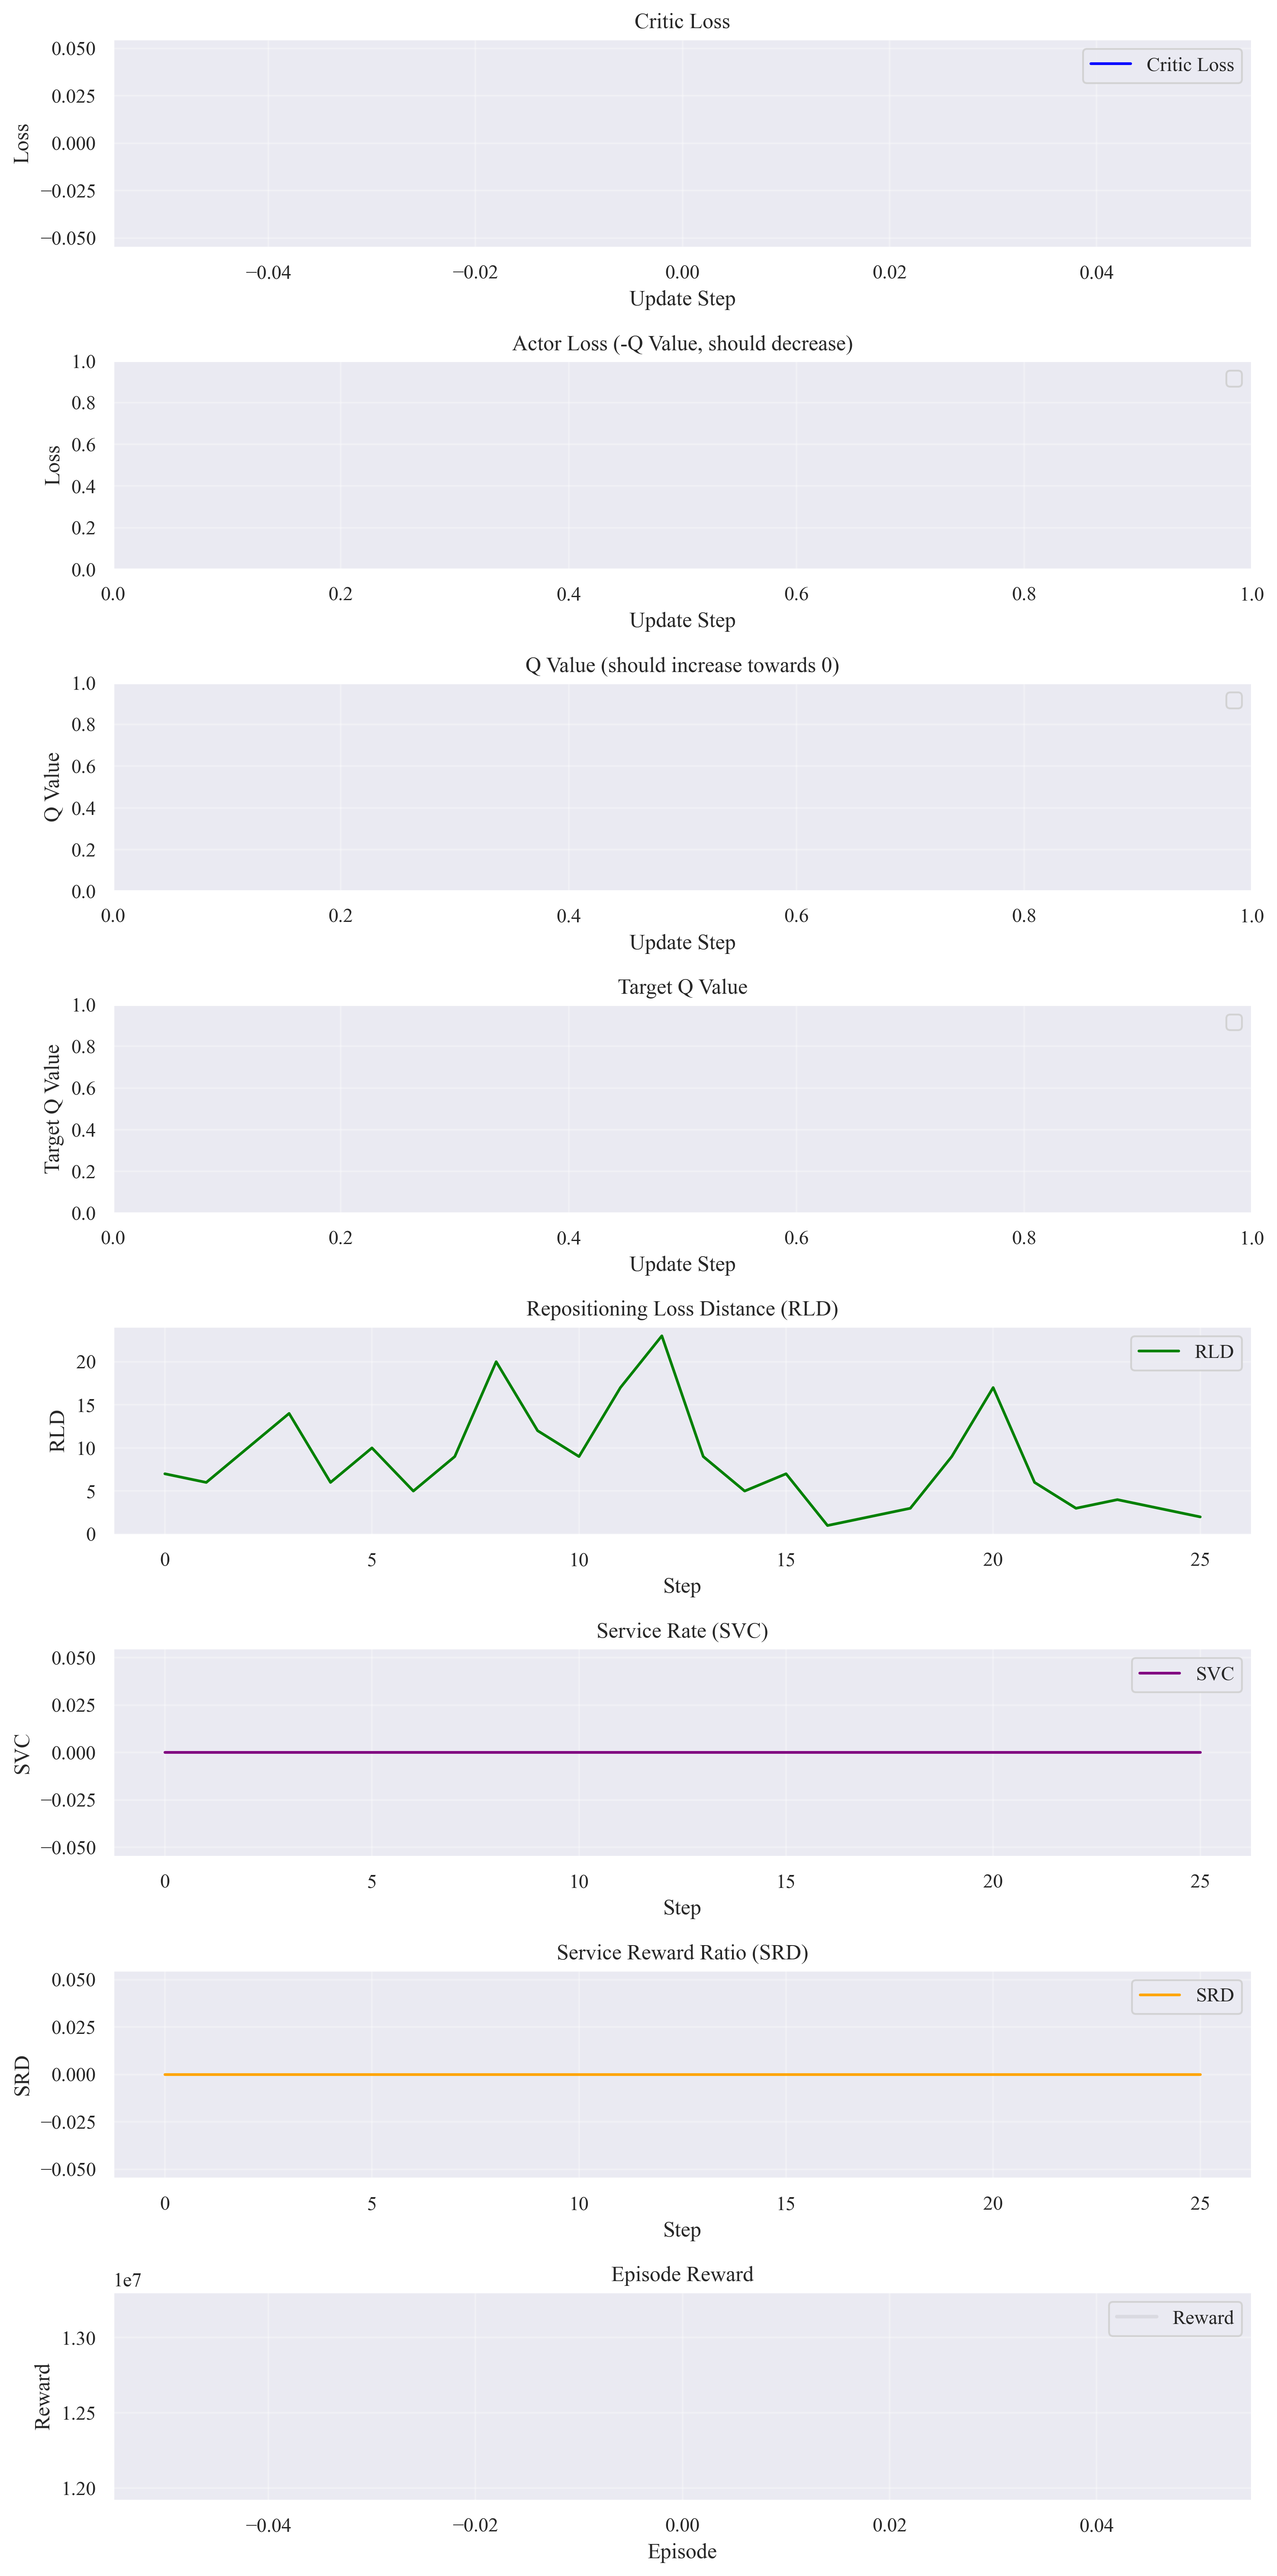 Critic Loss
0.050
Critic Loss
0.025
0.000
−0.025
−0.050
Loss
−0.04 −0.02 0.00 0.02 0.04
Update Step
Actor Loss (-Q Value, should decrease)
1.0
0.8
0.6
0.4
0.2
0.0
Loss
0.0 0.2 0.4 0.6 0.8 1.0
Update Step
Q Value (should increase towards 0)
1.0
0.8
0.6
0.4
0.2
0.0
Q Value
0.0 0.2 0.4 0.6 0.8 1.0
Update Step
Target Q Value
1.0
0.8
0.6
0.4
0.2
0.0
Target Q Value
0.0 0.2 0.4 0.6 0.8 1.0
Update Step
Repositioning Loss Distance (RLD)
RLD
20
15
10
5
0
RLD
0 5 10 15 20 25
Step
Service Rate (SVC)
0.050
SVC
0.025
0.000
−0.025
−0.050
SVC
0 5 10 15 20 25
Step
Service Reward Ratio (SRD)
0.050
SRD
0.025
0.000
−0.025
−0.050
SRD
0 5 10 15 20 25
Step
Episode Reward
1e7
Reward
1.30
1.25
1.20
Reward
−0.04 −0.02 0.00 0.02 0.04
Episode